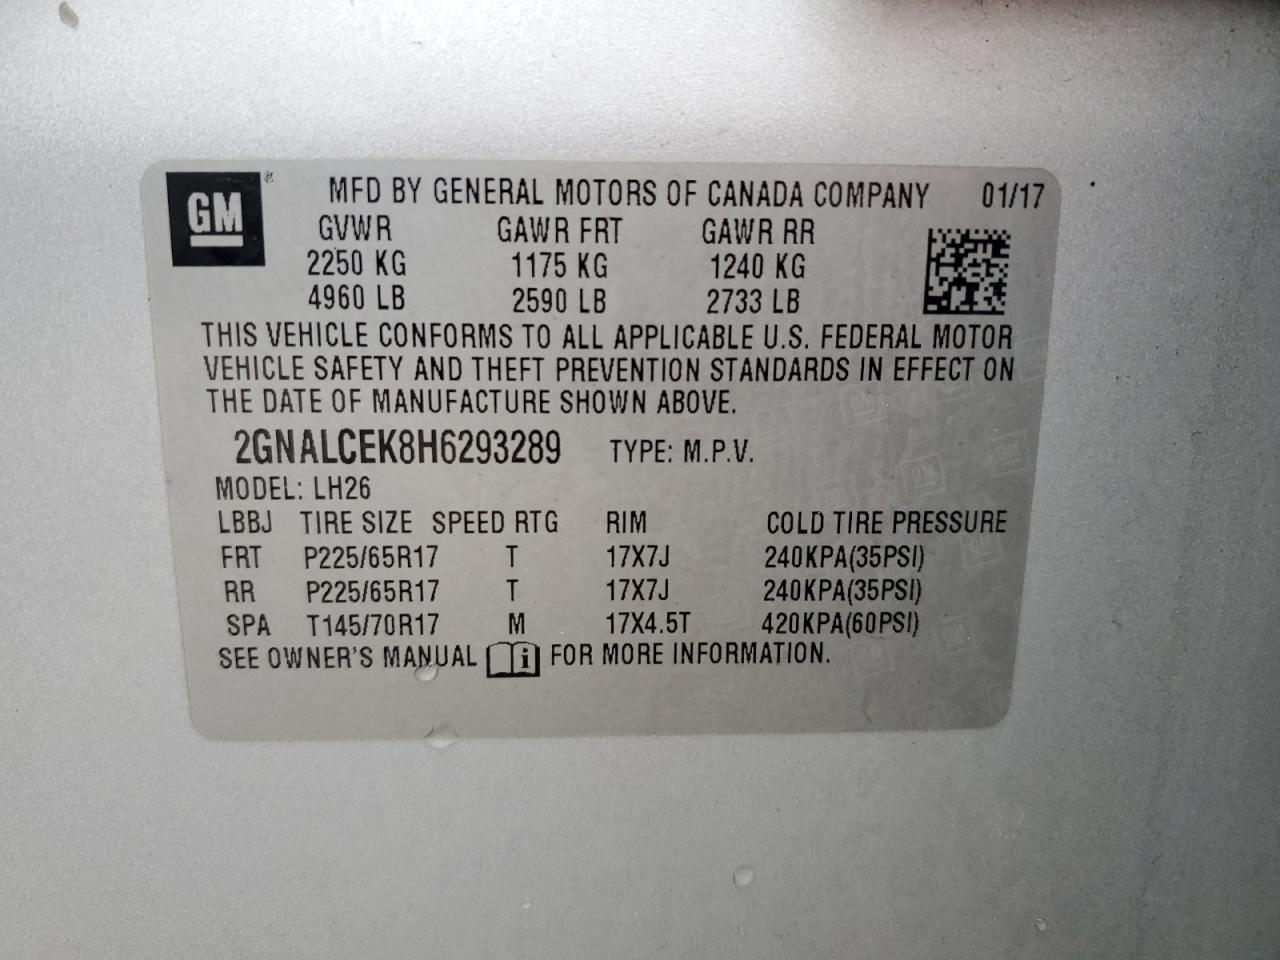 GM ® MFD BY GENERAL MOTORS OF CANADA COMPANY 01/17
GVWR GAWR FRT GAWR RR
2250 KG 1175 KG 1240 KG
4960 LB 2590 LB 2733 LB
THIS VEHICLE CONFORMS TO ALL APPLICABLE U.S. FEDERAL MOTOR
VEHICLE SAFETY AND THEFT PREVENTION STANDARDS IN EFFECT ON
THE DATE OF MANUFACTURE SHOWN ABOVE.
2GNALCEK8H6293289 TYPE: M.P.V.
MODEL: LH26
LBBJ TIRE SIZE SPEED RTG RIM COLD TIRE PRESSURE
FRT P225/65R17 T 17X7J 240KPA(35PSI)
RR P225/65R17 T 17X7J 240KPA(35PSI)
SPA T145/70R17 M 17X4.5T 420KPA(60PSI)
SEE OWNER'S MANUAL i FOR MORE INFORMATION.